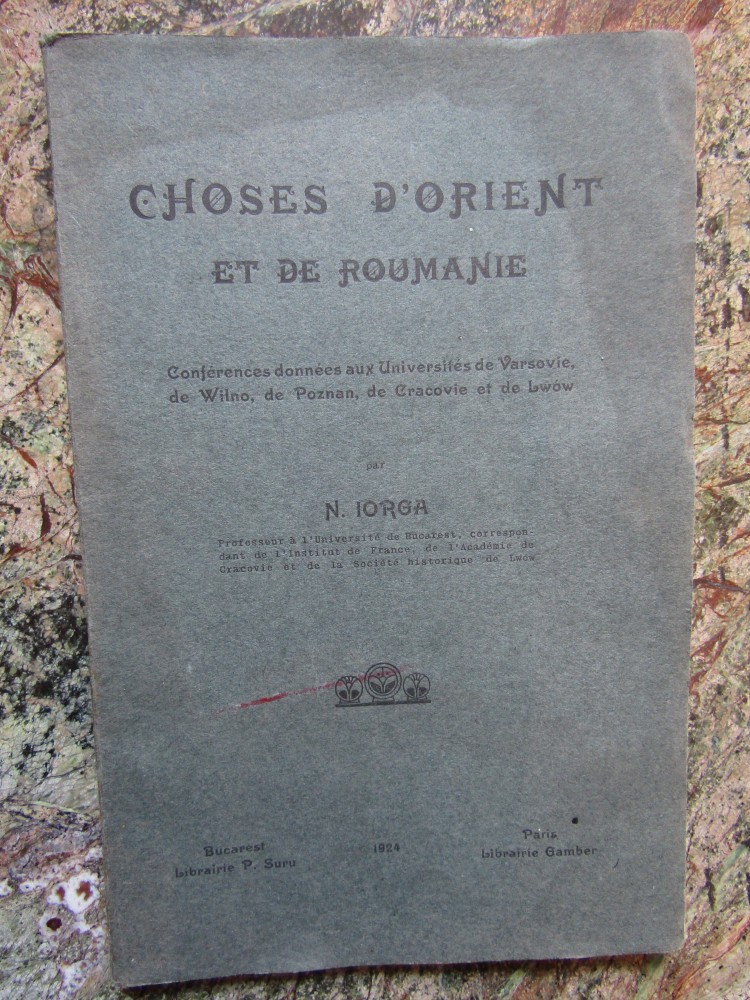 CHOSES D'ORIENT
ET DE ROUMANIE
Conférences données aux Universités de Varsovie,
de Wilno, de Poznan, de Cracovie et de Lwów
par
N. IORGA
Professeur à l'Université de Bucarest, correspon-
dant de l'Institut de France, de l'Académie de
Cracovie et de la Société historique de Lwów
Bucarest
Librairie P. Suru
1924
Paris
Librairie Gamber